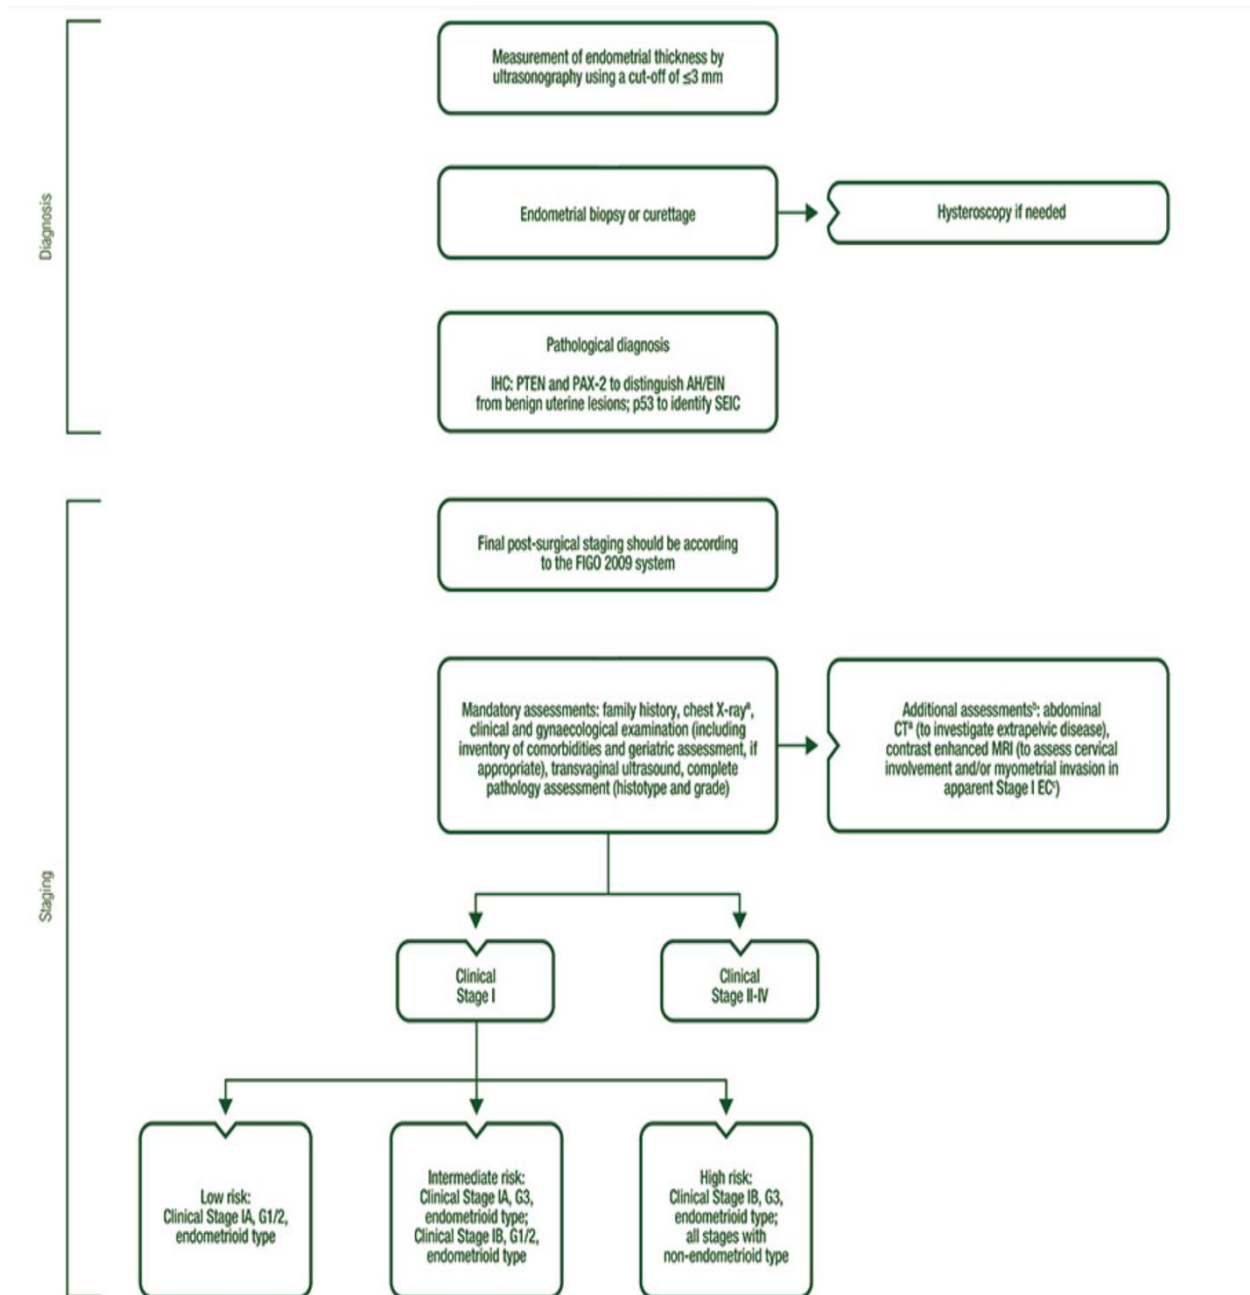 Diagnosis
Measurement of endometrial thickness by
ultrasonography using a cut-off of ≤3 mm
Endometrial biopsy or curettage
Hysteroscopy if needed
Pathological diagnosis
IHC: PTEN and PAX-2 to distinguish AH/EIN
from benign uterine lesions; p53 to identify SEIC
Staging
Final post-surgical staging should be according
to the FIGO 2009 system
Mandatory assessments: family history, chest X-rayᵃ,
clinical and gynaecological examination (including
inventory of comorbidities and geriatric assessment, if
appropriate), transvaginal ultrasound, complete
pathology assessment (histotype and grade)
Additional assessmentsᵇ: abdominal
CTᵃ (to investigate extrapelvic disease),
contrast enhanced MRI (to assess cervical
involvement and/or myometrial invasion in
apparent Stage I ECᶜ)
Clinical
Stage I
Clinical
Stage II-IV
Low risk:
Clinical Stage IA, G1/2,
endometrioid type
Intermediate risk:
Clinical Stage IA, G3,
endometrioid type;
Clinical Stage IB, G1/2,
endometrioid type
High risk:
Clinical Stage IB, G3,
endometrioid type;
all stages with
non-endometrioid type